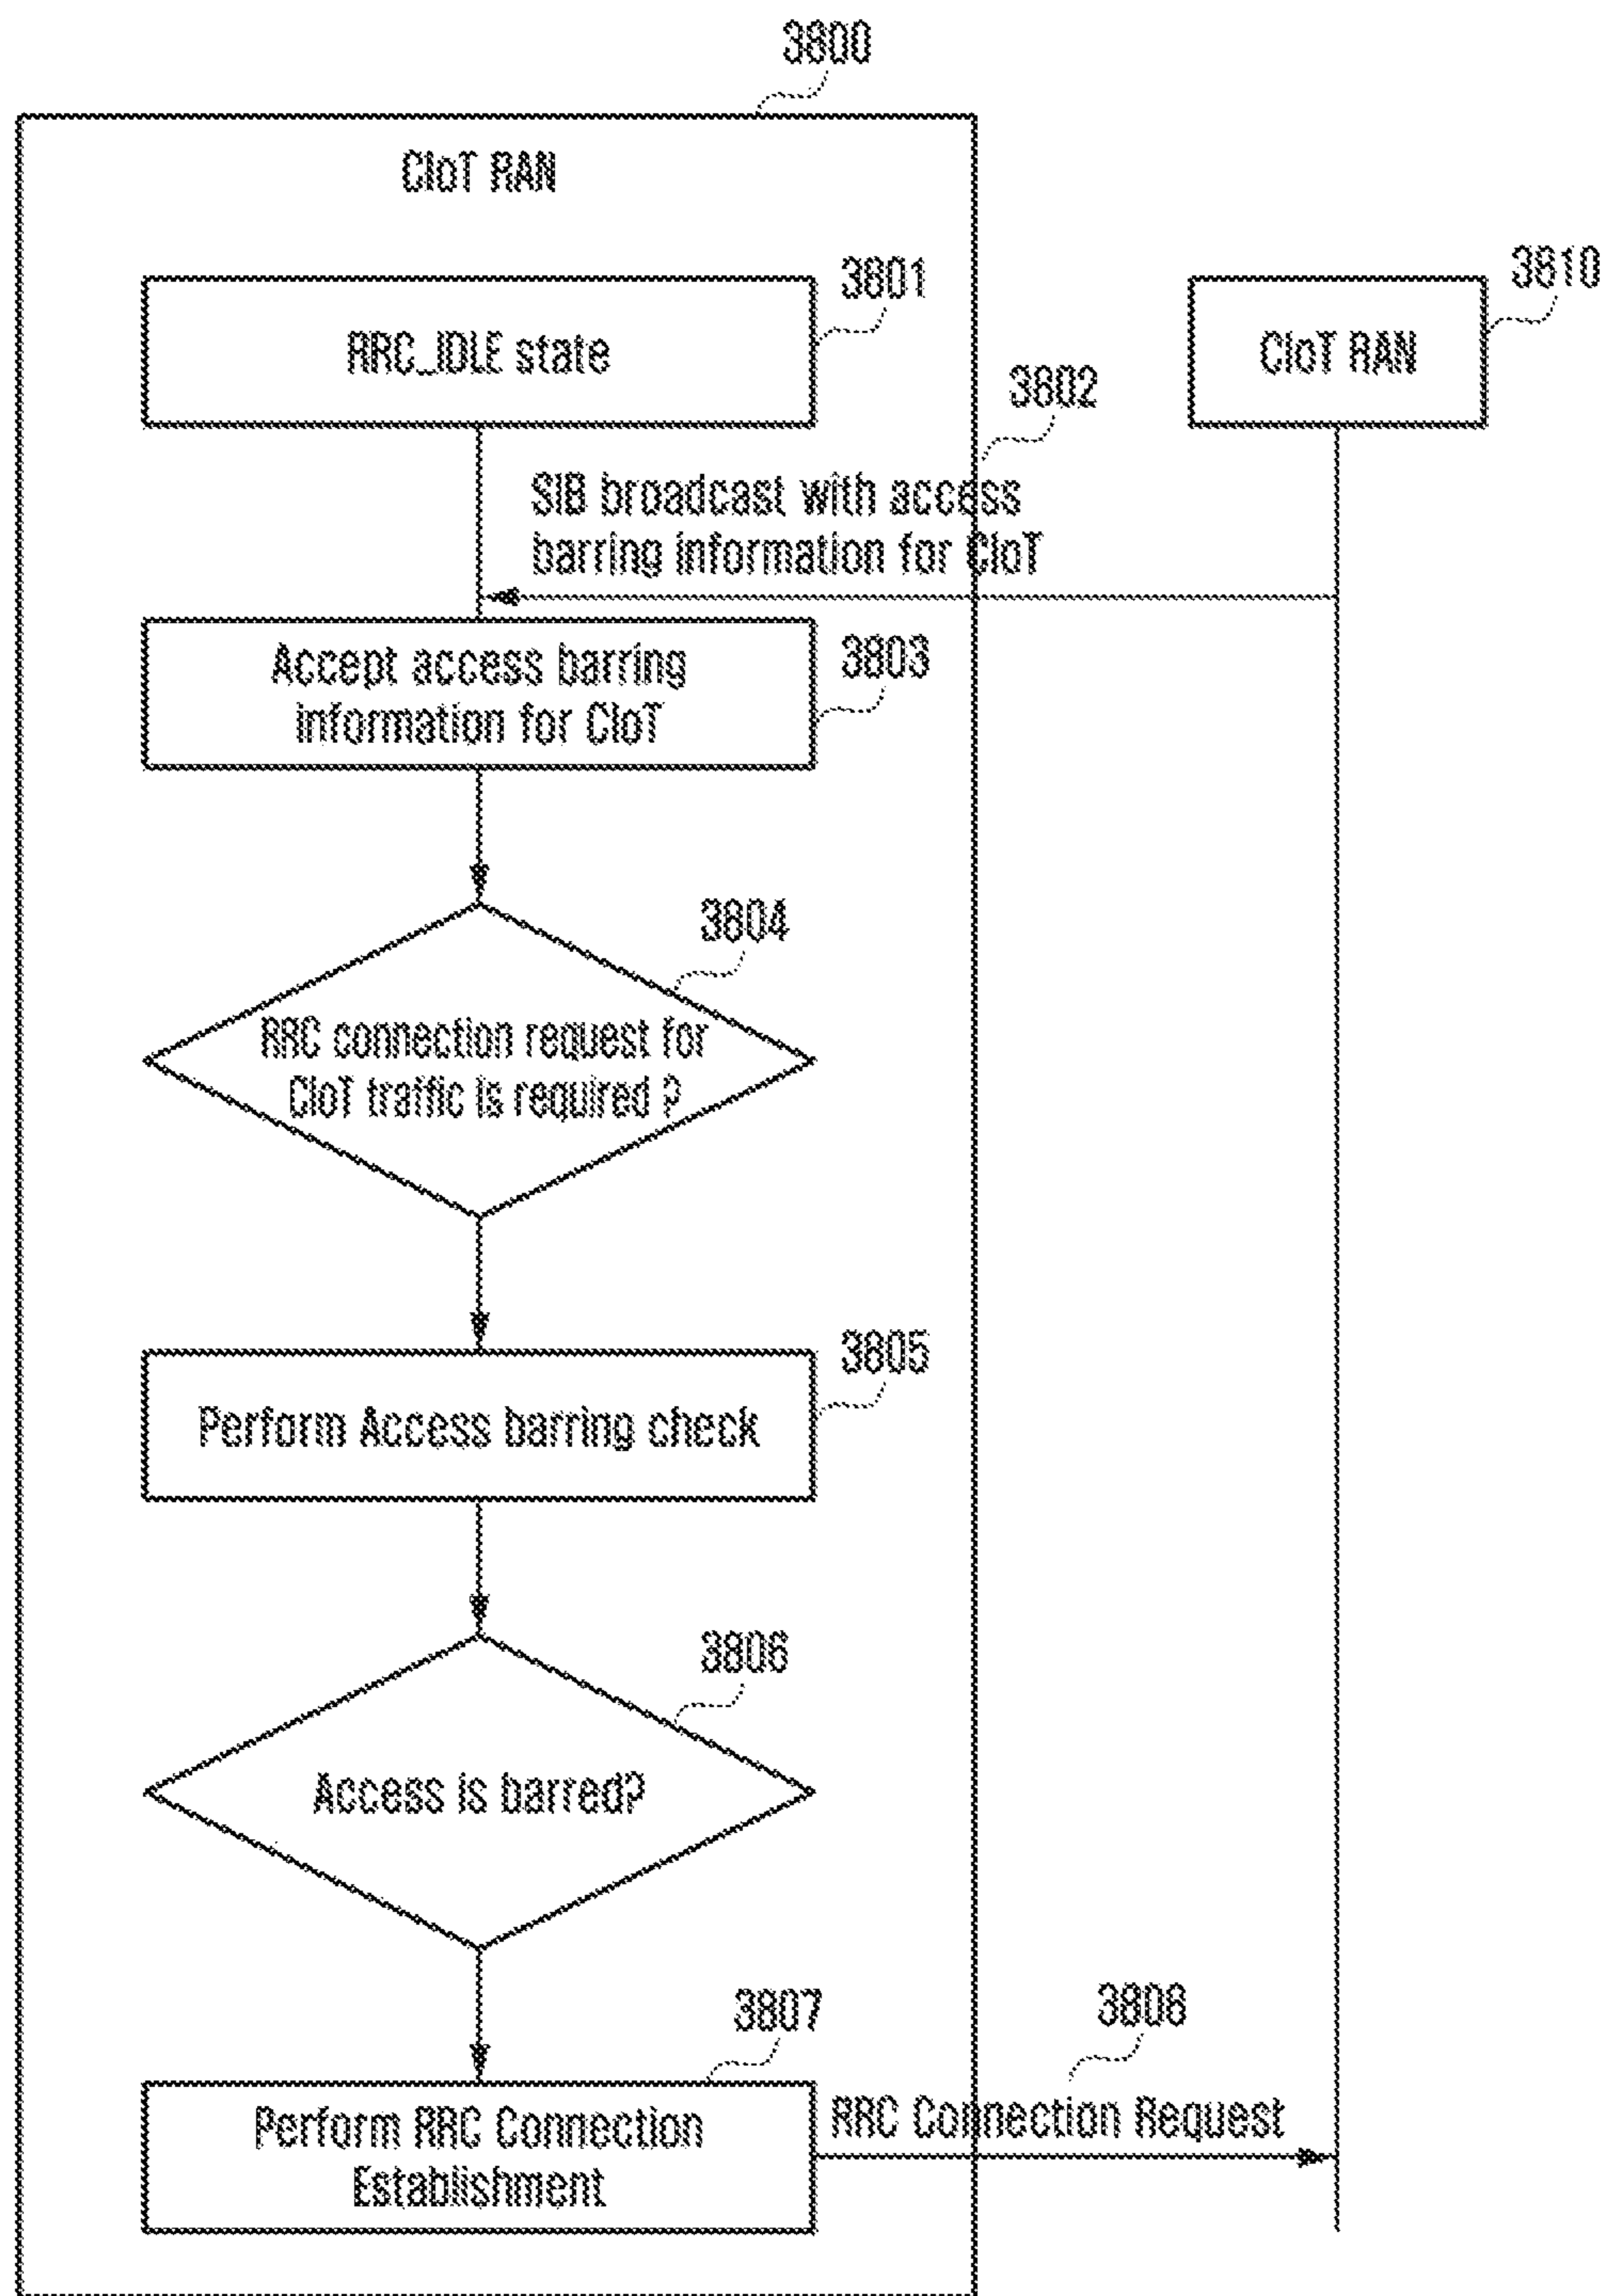 3800
CIoT RAN
3801
RRC_IDLE state
3810
CIoT RAN
3802
SIB broadcast with access
barring information for CIoT
Accept access barring
information for CIoT
3803
3804
RRC connection request for
CIoT traffic is required ?
3805
Perform Access barring check
3806
Access is barred?
3807
Perform RRC Connection
Establishment
3808
RRC Connection Request